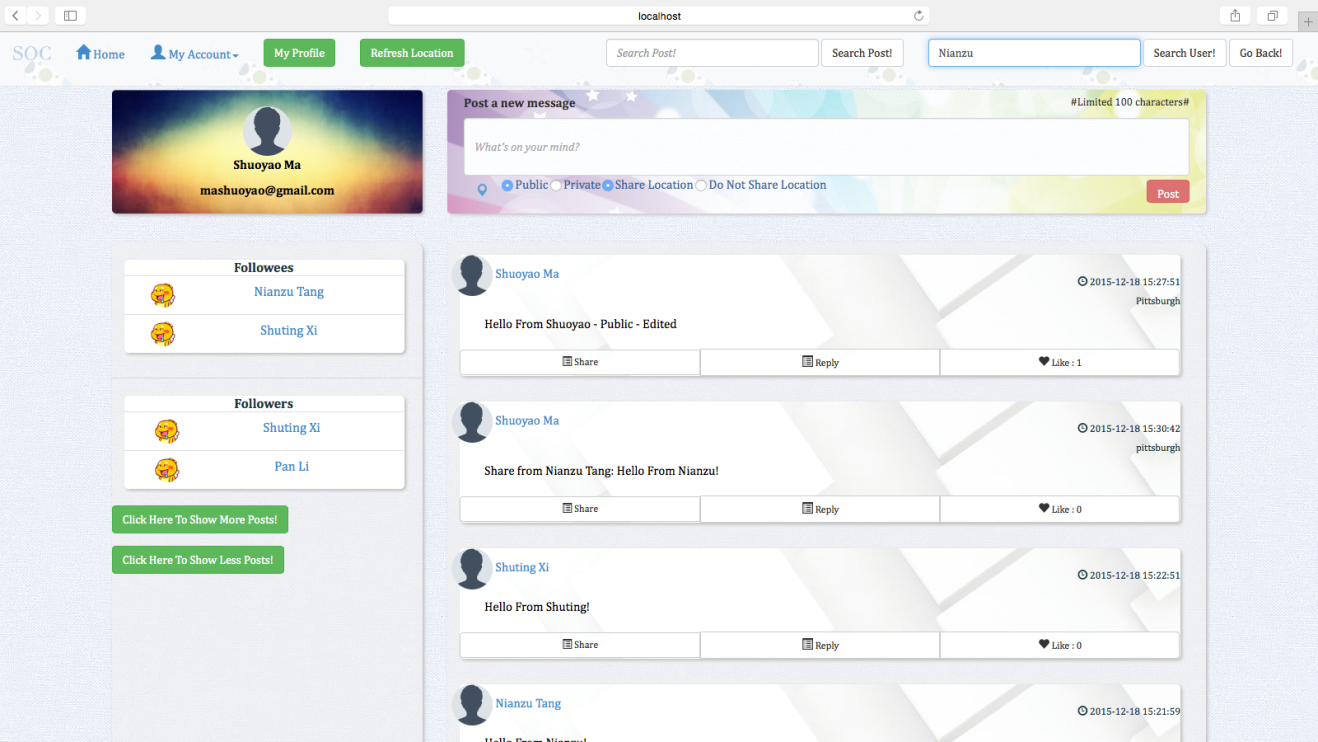 localhost
SOC
Home
My Account
My Profile
Refresh Location
Search Post!
Search Post!
Nianzu
Search User!
Go Back!
Shuoyao Ma
mashuoyao@gmail.com
Post a new message
#Limited 100 characters#
What's on your mind?
Public Private Share Location Do Not Share Location
Post
Followees
Nianzu Tang
Shuting Xi
Followers
Shuting Xi
Pan Li
Click Here To Show More Posts!
Click Here To Show Less Posts!
Shuoyao Ma
2015-12-18 15:27:51
Pittsburgh
Hello From Shuoyao - Public - Edited
Share
Reply
Like : 1
Shuoyao Ma
2015-12-18 15:30:42
pittsburgh
Share from Nianzu Tang: Hello From Nianzu!
Share
Reply
Like : 0
Shuting Xi
2015-12-18 15:22:51
Hello From Shuting!
Share
Reply
Like : 0
Nianzu Tang
2015-12-18 15:21:59
Hello From Nianzu!